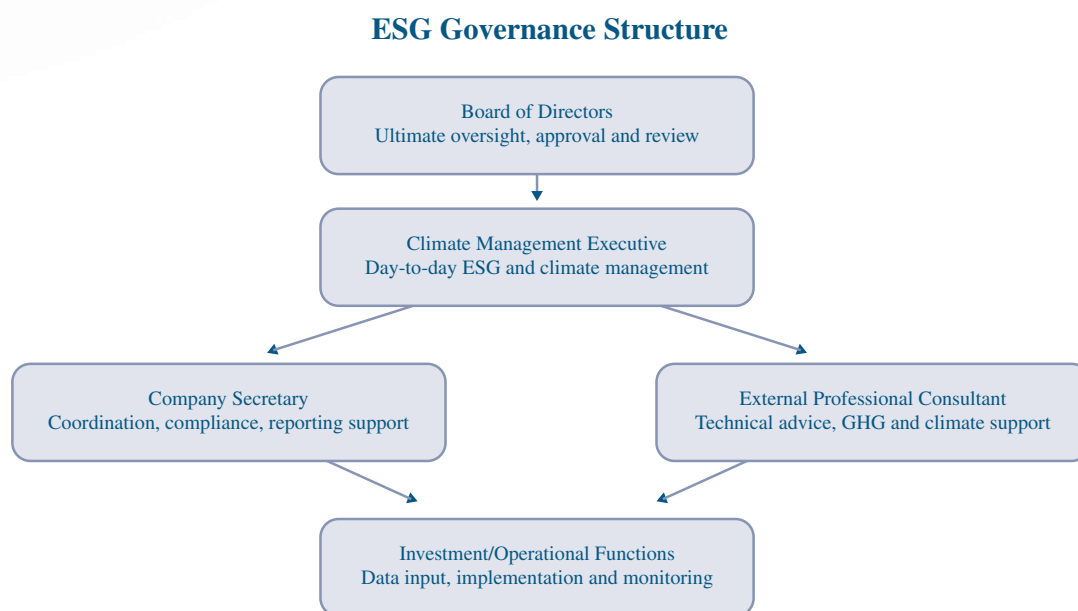 ESG Governance Structure
Board of Directors
Ultimate oversight, approval and review
Climate Management Executive
Day-to-day ESG and climate management
Company Secretary
Coordination, compliance, reporting support
External Professional Consultant
Technical advice, GHG and climate support
Investment/Operational Functions
Data input, implementation and monitoring